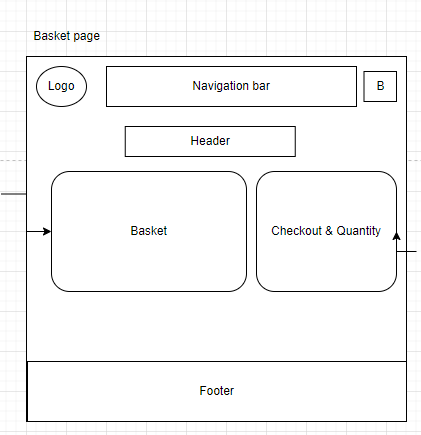 Basket page
Logo
Navigation bar
B
Header
Basket
Checkout & Quantity
Footer